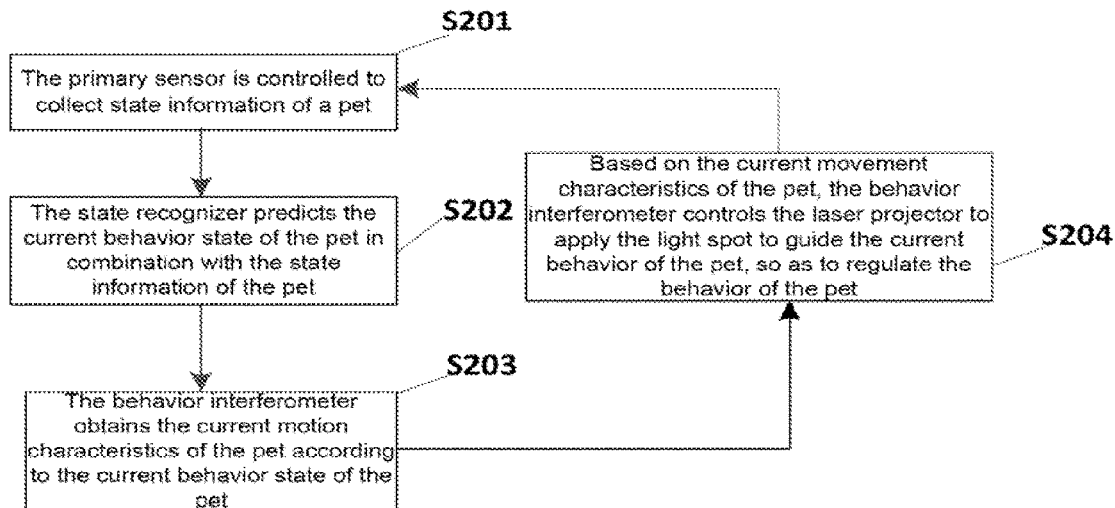 S201
The primary sensor is controlled to
collect state information of a pet
The state recognizer predicts the
current behavior state of the pet in
combination with the state
information of the pet
S202
S203
The behavior interferometer
obtains the current motion
characteristics of the pet according
to the current behavior state of the
pet
Based on the current movement
characteristics of the pet, the behavior
interferometer controls the laser projector to
apply the light spot to guide the current
behavior of the pet, so as to regulate the
behavior of the pet
S204